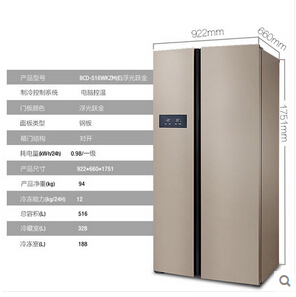 922mm
660mm
1751MM
产品型号 BCD-516WKZM(E)浮光跃金
制冷控制系统 电脑控温
门板颜色 浮光跃金
面板类型 钢板
箱门结构 对开
耗电量(kWh/24h) 0.98/一级
产品尺寸 922*660*1751
产品净重(kg) 94
冷冻能力(kg/24H) 12
总容积(L) 516
冷藏室(L) 328
冷冻室(L) 188